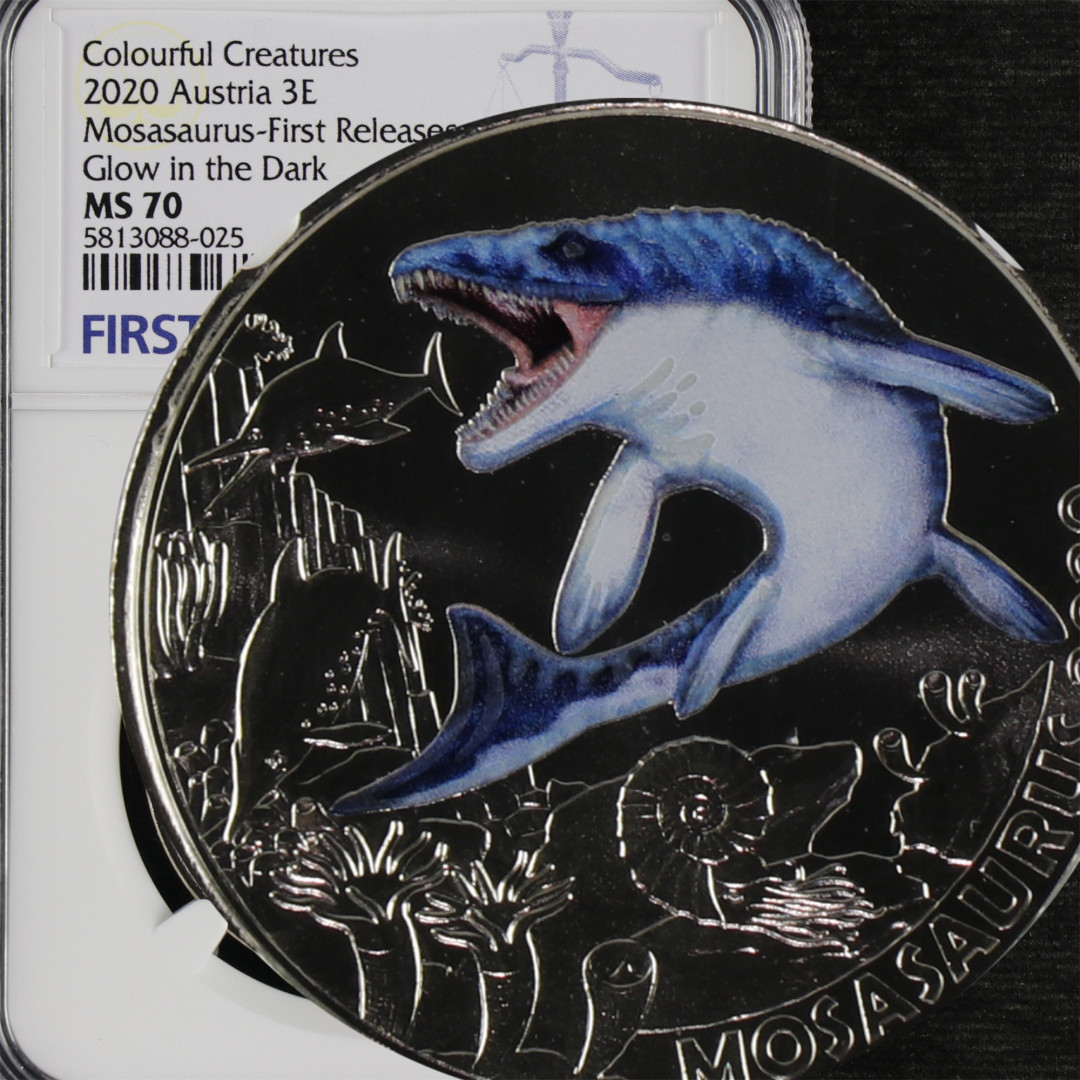 Colourful Creatures
2020 Austria 3E
Mosasaurus-First Releases
Glow in the Dark
MS 70
5813088-025
FIRST
MOSASAURUS